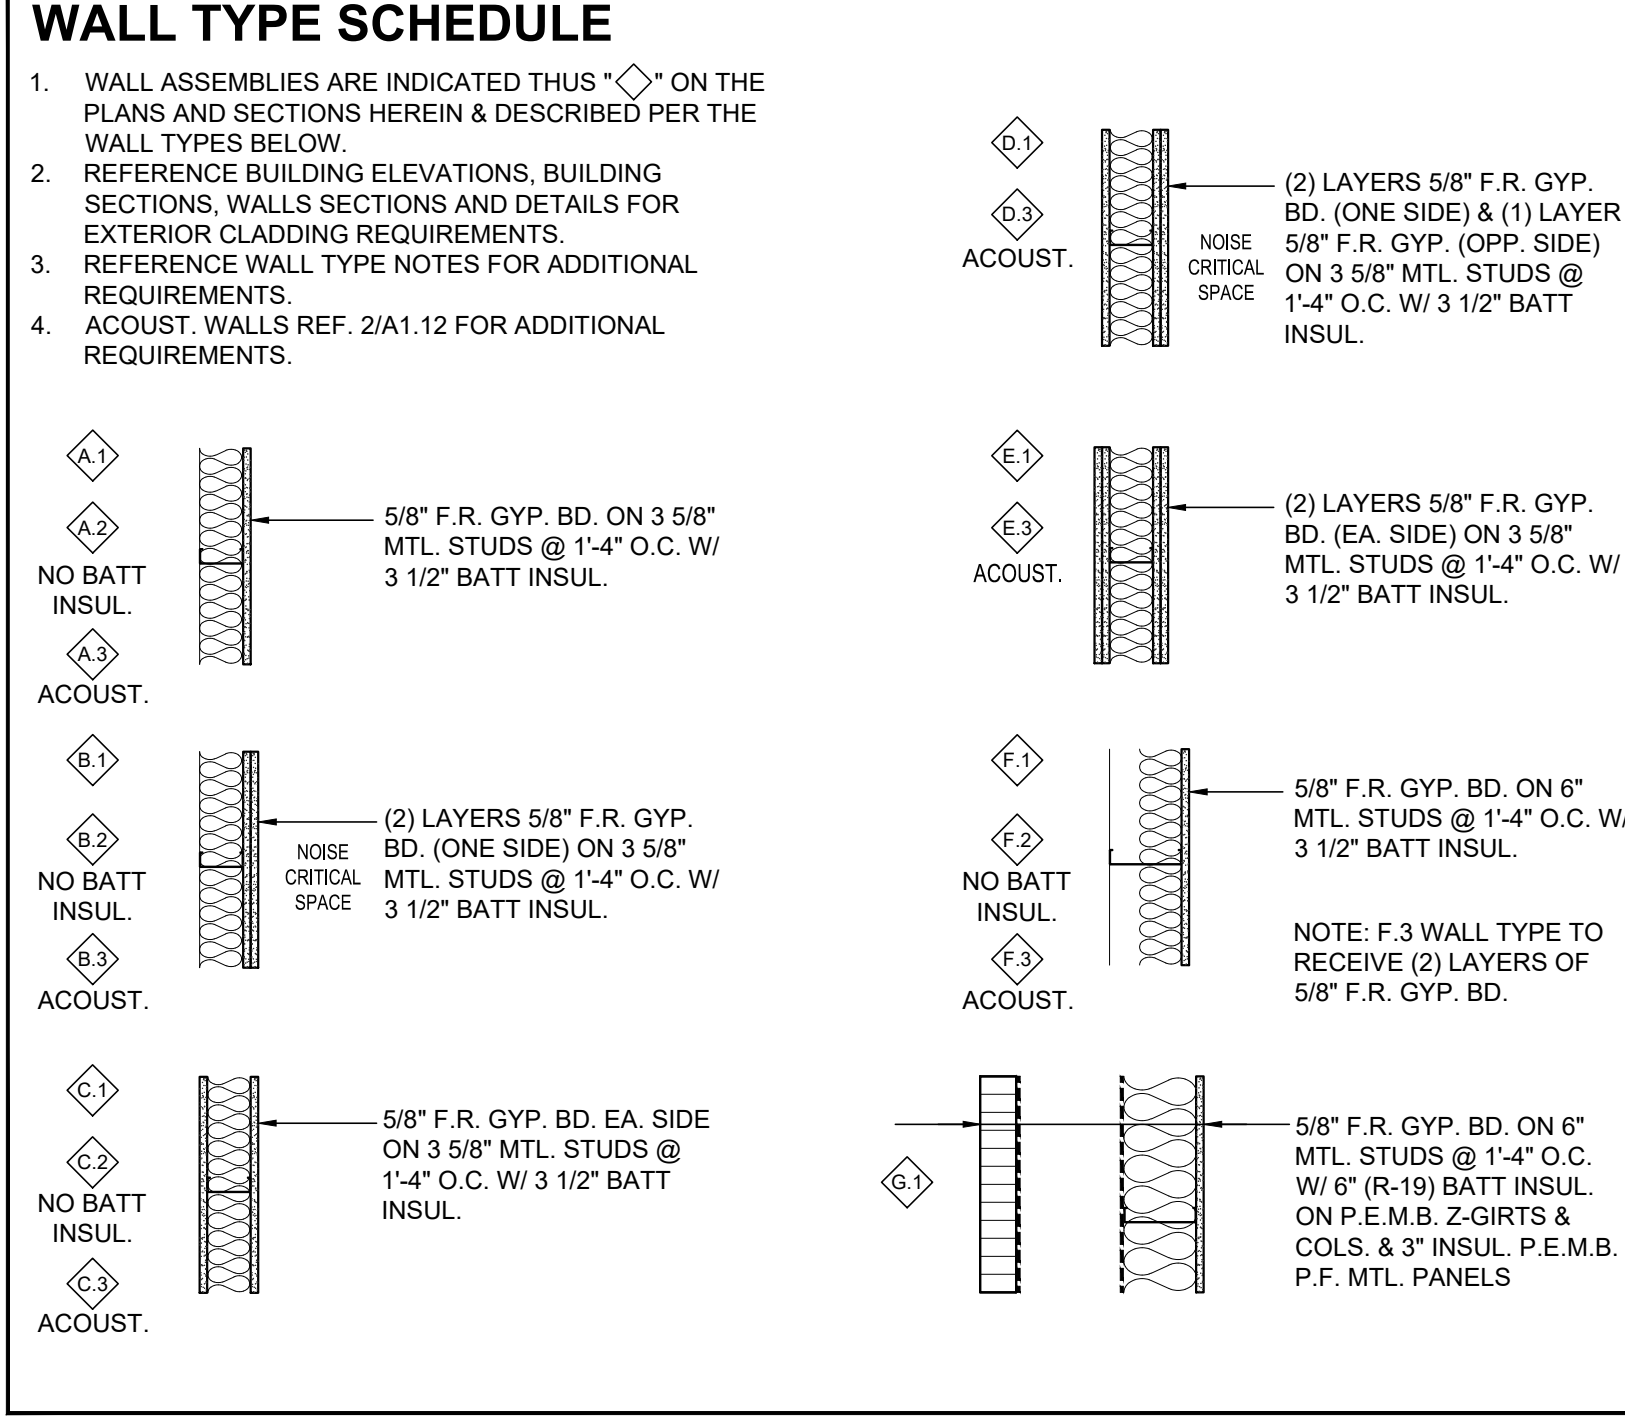 WALL TYPE SCHEDULE
1. WALL ASSEMBLIES ARE INDICATED THUS "◇" ON THE
PLANS AND SECTIONS HEREIN & DESCRIBED PER THE
WALL TYPES BELOW.
2. REFERENCE BUILDING ELEVATIONS, BUILDING
SECTIONS, WALLS SECTIONS AND DETAILS FOR
EXTERIOR CLADDING REQUIREMENTS.
3. REFERENCE WALL TYPE NOTES FOR ADDITIONAL
REQUIREMENTS.
4. ACOUST. WALLS REF. 2/A1.12 FOR ADDITIONAL
REQUIREMENTS.
A.1
A.2
NO BATT
INSUL.
A.3
ACOUST.
5/8" F.R. GYP. BD. ON 3 5/8"
MTL. STUDS @ 1'-4" O.C. W/
3 1/2" BATT INSUL.
B.1
B.2
NO BATT
INSUL.
B.3
ACOUST.
NOISE
CRITICAL
SPACE
(2) LAYERS 5/8" F.R. GYP.
BD. (ONE SIDE) ON 3 5/8"
MTL. STUDS @ 1'-4" O.C. W/
3 1/2" BATT INSUL.
C.1
C.2
NO BATT
INSUL.
C.3
ACOUST.
5/8" F.R. GYP. BD. EA. SIDE
ON 3 5/8" MTL. STUDS @
1'-4" O.C. W/ 3 1/2" BATT
INSUL.
D.1
D.3
ACOUST.
NOISE
CRITICAL
SPACE
(2) LAYERS 5/8" F.R. GYP.
BD. (ONE SIDE) & (1) LAYER
5/8" F.R. GYP. (OPP. SIDE)
ON 3 5/8" MTL. STUDS @
1'-4" O.C. W/ 3 1/2" BATT
INSUL.
E.1
E.3
ACOUST.
(2) LAYERS 5/8" F.R. GYP.
BD. (EA. SIDE) ON 3 5/8"
MTL. STUDS @ 1'-4" O.C. W/
3 1/2" BATT INSUL.
F.1
F.2
NO BATT
INSUL.
F.3
ACOUST.
5/8" F.R. GYP. BD. ON 6"
MTL. STUDS @ 1'-4" O.C. W/
3 1/2" BATT INSUL.
NOTE: F.3 WALL TYPE TO
RECEIVE (2) LAYERS OF
5/8" F.R. GYP. BD.
G.1
5/8" F.R. GYP. BD. ON 6"
MTL. STUDS @ 1'-4" O.C.
W/ 6" (R-19) BATT INSUL.
ON P.E.M.B. Z-GIRTS &
COLS. & 3" INSUL. P.E.M.B.
P.F. MTL. PANELS